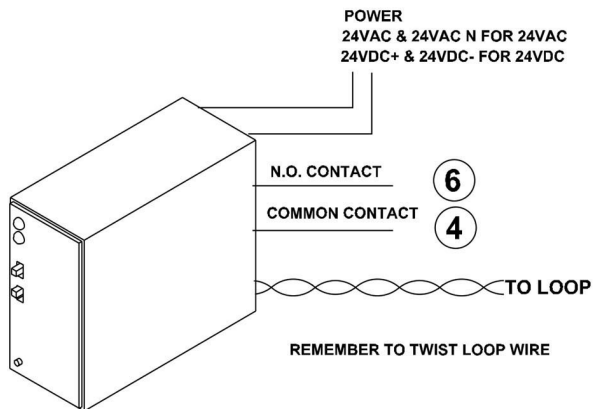 POWER
24VAC & 24VAC N FOR 24VAC
24VDC+ & 24VDC- FOR 24VDC
N.O. CONTACT
6
COMMON CONTACT
4
TO LOOP
REMEMBER TO TWIST LOOP WIRE